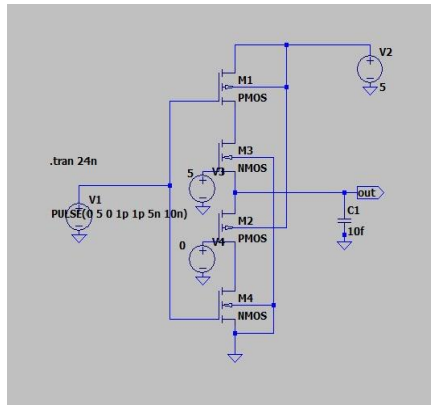 V2
5
M1
PMOS
M3
NMOS
.tran 24n
5
V3
V1
PULSE(0 5 0 1p 1p 5n 10n)
out
C1
10f
M2
PMOS
0
V4
M4
NMOS